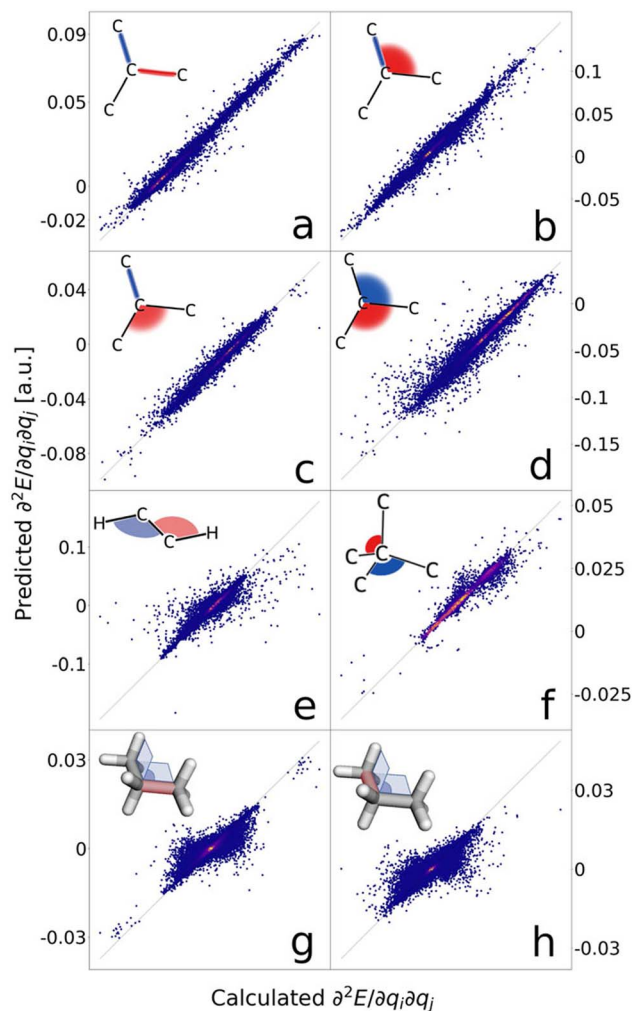 0.09
0.05
0
-0.02
C
C
C
C
a
C
C
C
C
0.1
0.05
0
-0.05
b
0.04
0
-0.04
-0.08
C
C
C
C
c
C
C
C
C
0
-0.05
-0.1
-0.15
d
Predicted ∂²E/∂qᵢ∂qⱼ [a.u.]
0.1
0
-0.1
H
C
C
H
e
C
C
C
C
C
0.05
0.025
0
-0.025
f
0.03
0
-0.03
g
0.03
0
-0.03
h
Calculated ∂²E/∂qᵢ∂qⱼ